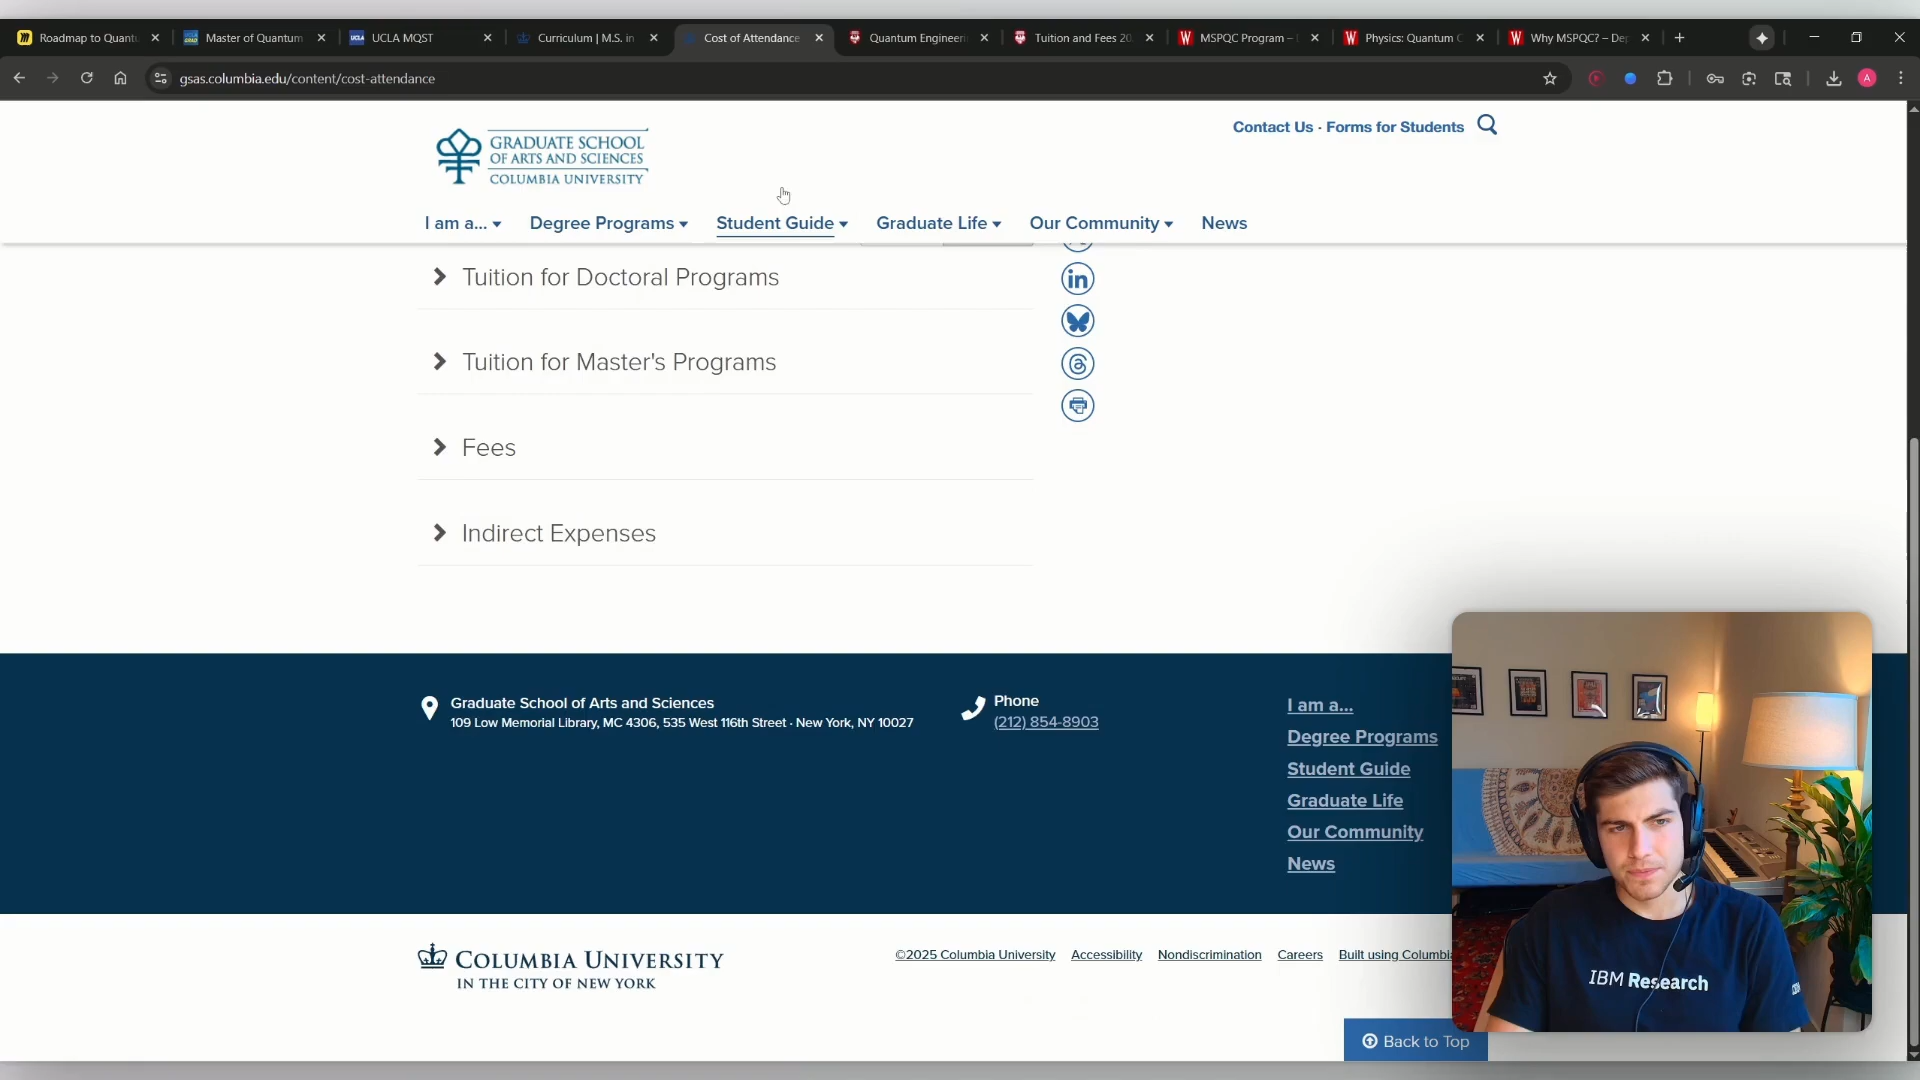 Roadmap to Quant
Master of Quantum
UCLA MQST
Curriculum | M.S. in
Cost of Attendance
Quantum Engineeri
Tuition and Fees 20
MSPQC Program –
Physics: Quantum C
Why MSPQC? – De
gsas.columbia.edu/content/cost-attendance
A
GRADUATE SCHOOL
OF ARTS AND SCIENCES
COLUMBIA UNIVERSITY
Contact Us · Forms for Students
I am a...
Degree Programs
Student Guide
Graduate Life
Our Community
News
Tuition for Doctoral Programs
Tuition for Master's Programs
Fees
Indirect Expenses
Graduate School of Arts and Sciences
109 Low Memorial Library, MC 4306, 535 West 116th Street · New York, NY 10027
Phone
(212) 854-8903
I am a...
Degree Programs
Student Guide
Graduate Life
Our Community
News
COLUMBIA UNIVERSITY
IN THE CITY OF NEW YORK
©2025 Columbia University
Accessibility
Nondiscrimination
Careers
Built using Columbia
Back to Top
IBM Research